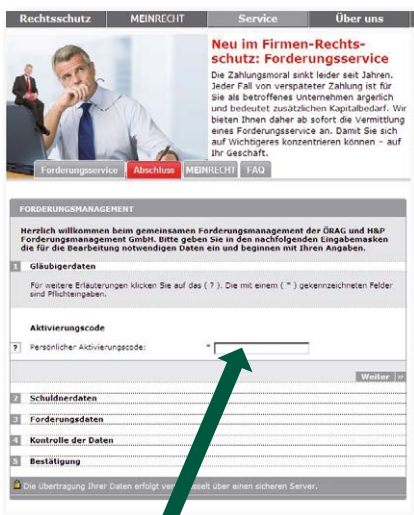 Rechtsschutz MEINRECHT Service Über uns
Neu im Firmen-Rechts-
schutz: Forderungsservice
Die Zahlungsmoral sinkt leider seit Jahren.
Jeder Fall von verspäteter Zahlung ist für
Sie als betroffenes Unternehmen ärgerlich
und bedeutet zusätzlichen Kapitalbedarf. Wir
bieten Ihnen daher ab sofort die Vermittlung
eines Forderungsservice an. Damit Sie sich
auf Wichtigeres konzentrieren können - auf
Ihr Geschäft.
Forderungsservice Abschluss MEINRECHT FAQ
FORDERUNGSMANAGEMENT
Herzlich willkommen beim gemeinsamen Forderungsmanagement der ÖRAG und H&P
Forderungsmanagement GmbH. Bitte geben Sie in den nachfolgenden Eingabemasken
die für die Bearbeitung notwendigen Daten ein und beginnen mit Ihren Angaben.
1 Gläubigerdaten
Für weitere Erläuterungen klicken Sie auf das ( ? ). Die mit einem ( * ) gekennzeichneten Felder
sind Pflichteingaben.
Aktivierungscode
? Persönlicher Aktivierungscode: *
Weiter »
2 Schuldnerdaten
3 Forderungsdaten
4 Kontrolle der Daten
5 Bestätigung
Die Übertragung Ihrer Daten erfolgt über einen sicheren Server.